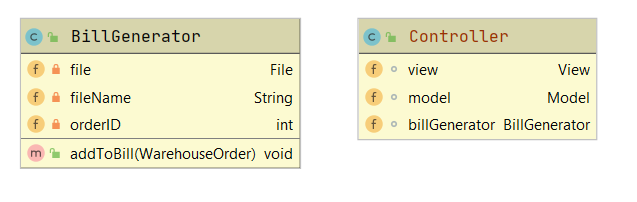 BillGenerator
file File
fileName String
orderID int
addToBill(WarehouseOrder) void
Controller
view View
model Model
billGenerator BillGenerator